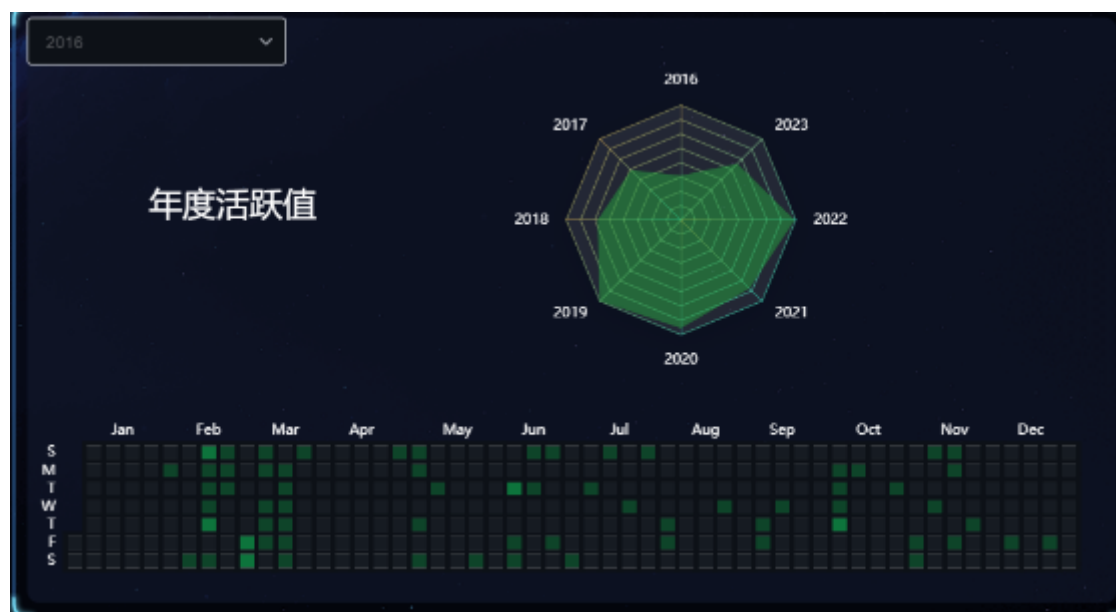 2016
2016
2017
2023
年度活跃值
2018
2022
2019
2021
2020
Jan Feb Mar Apr May Jun Jul Aug Sep Oct Nov Dec
S
M
T
W
T
F
S